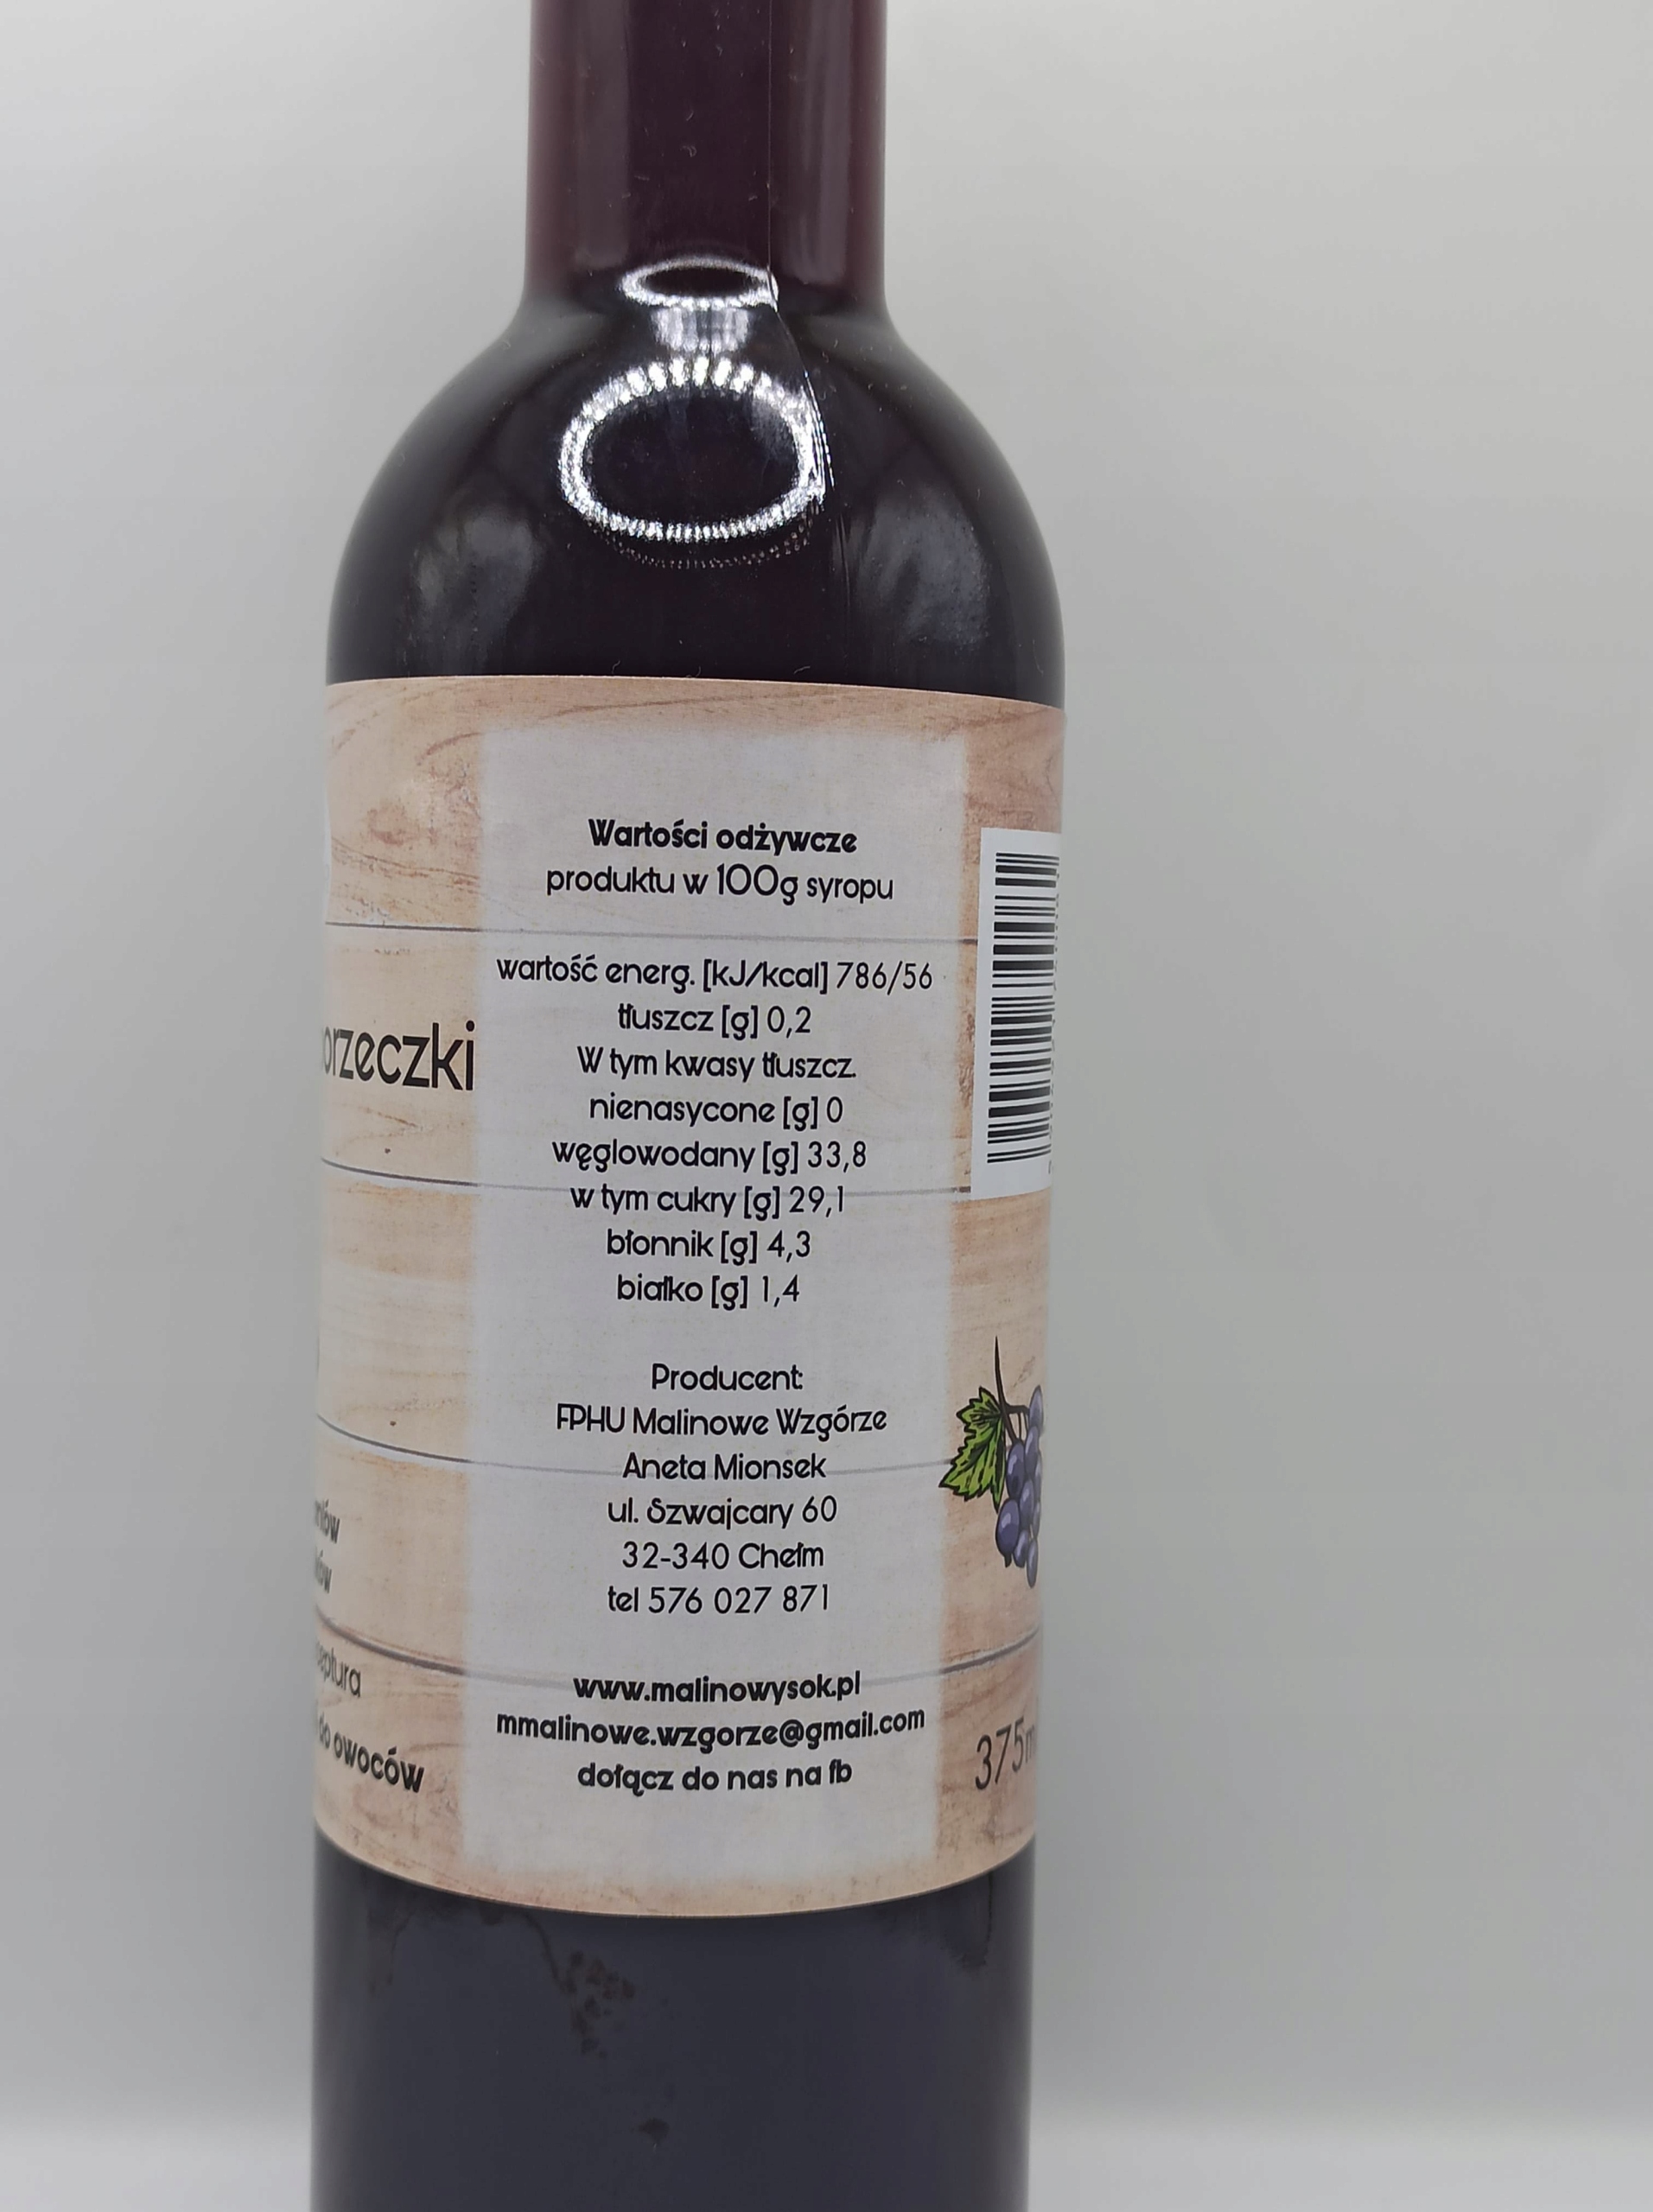 Wartości odżywcze
produktu w 100g syropu
wartość energ. [kJ/kcal] 786/56
tłuszcz [g] 0,2
W tym kwasy tłuszcz.
nienasycone [g] 0
węglowodany [g] 33,8
w tym cukry [g] 29,1
błonnik [g] 4,3
białko [g] 1,4
Producent:
FPHU Malinowe Wzgórze
Aneta Mionsek
ul. Szwajcary 60
32-340 Chełm
tel 576 027 871
www.malinowysok.pl
mmalinowe.wzgorze@gmail.com
dołącz do nas na fb
orzeczki
do owoców
375m